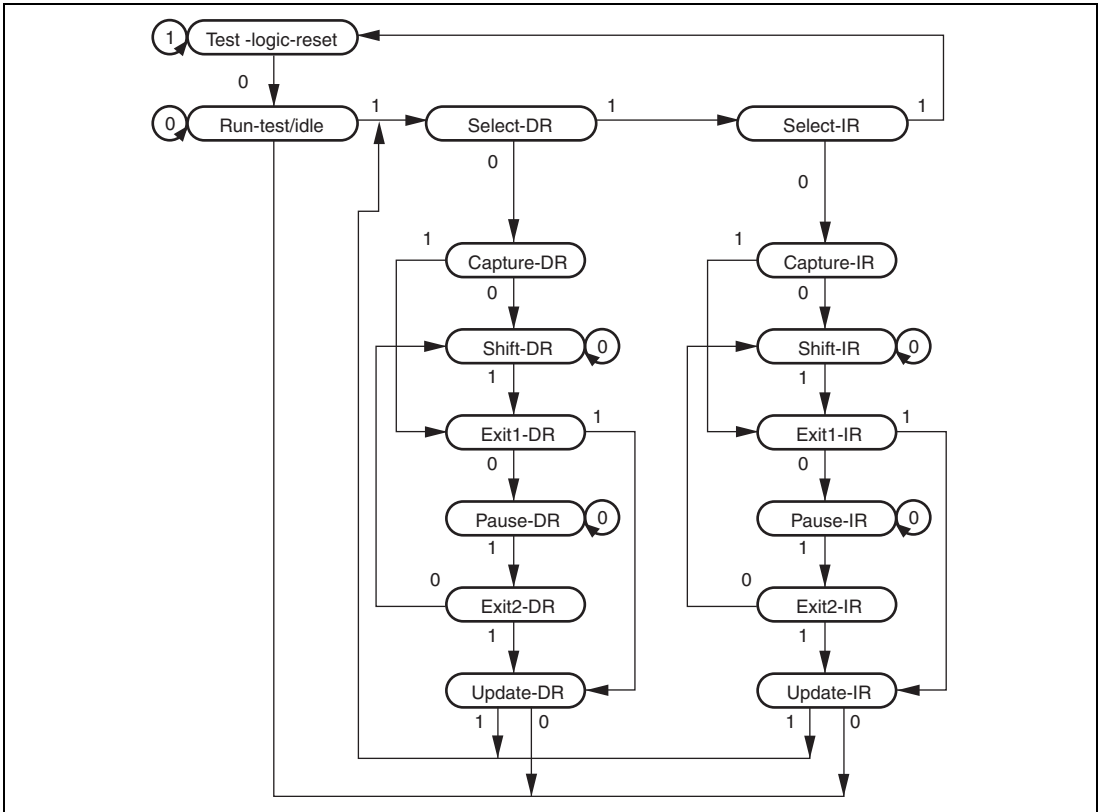 1 Test -logic-reset
0
0 Run-test/idle 1 Select-DR 1 Select-IR 1
0 0
1 Capture-DR 1 Capture-IR
0 0
Shift-DR 0 Shift-IR 0
1 1
Exit1-DR 1 Exit1-IR 1
0 0
Pause-DR 0 Pause-IR 0
1 1
0 Exit2-DR 0 Exit2-IR
1 1
Update-DR Update-IR
1 0 1 0